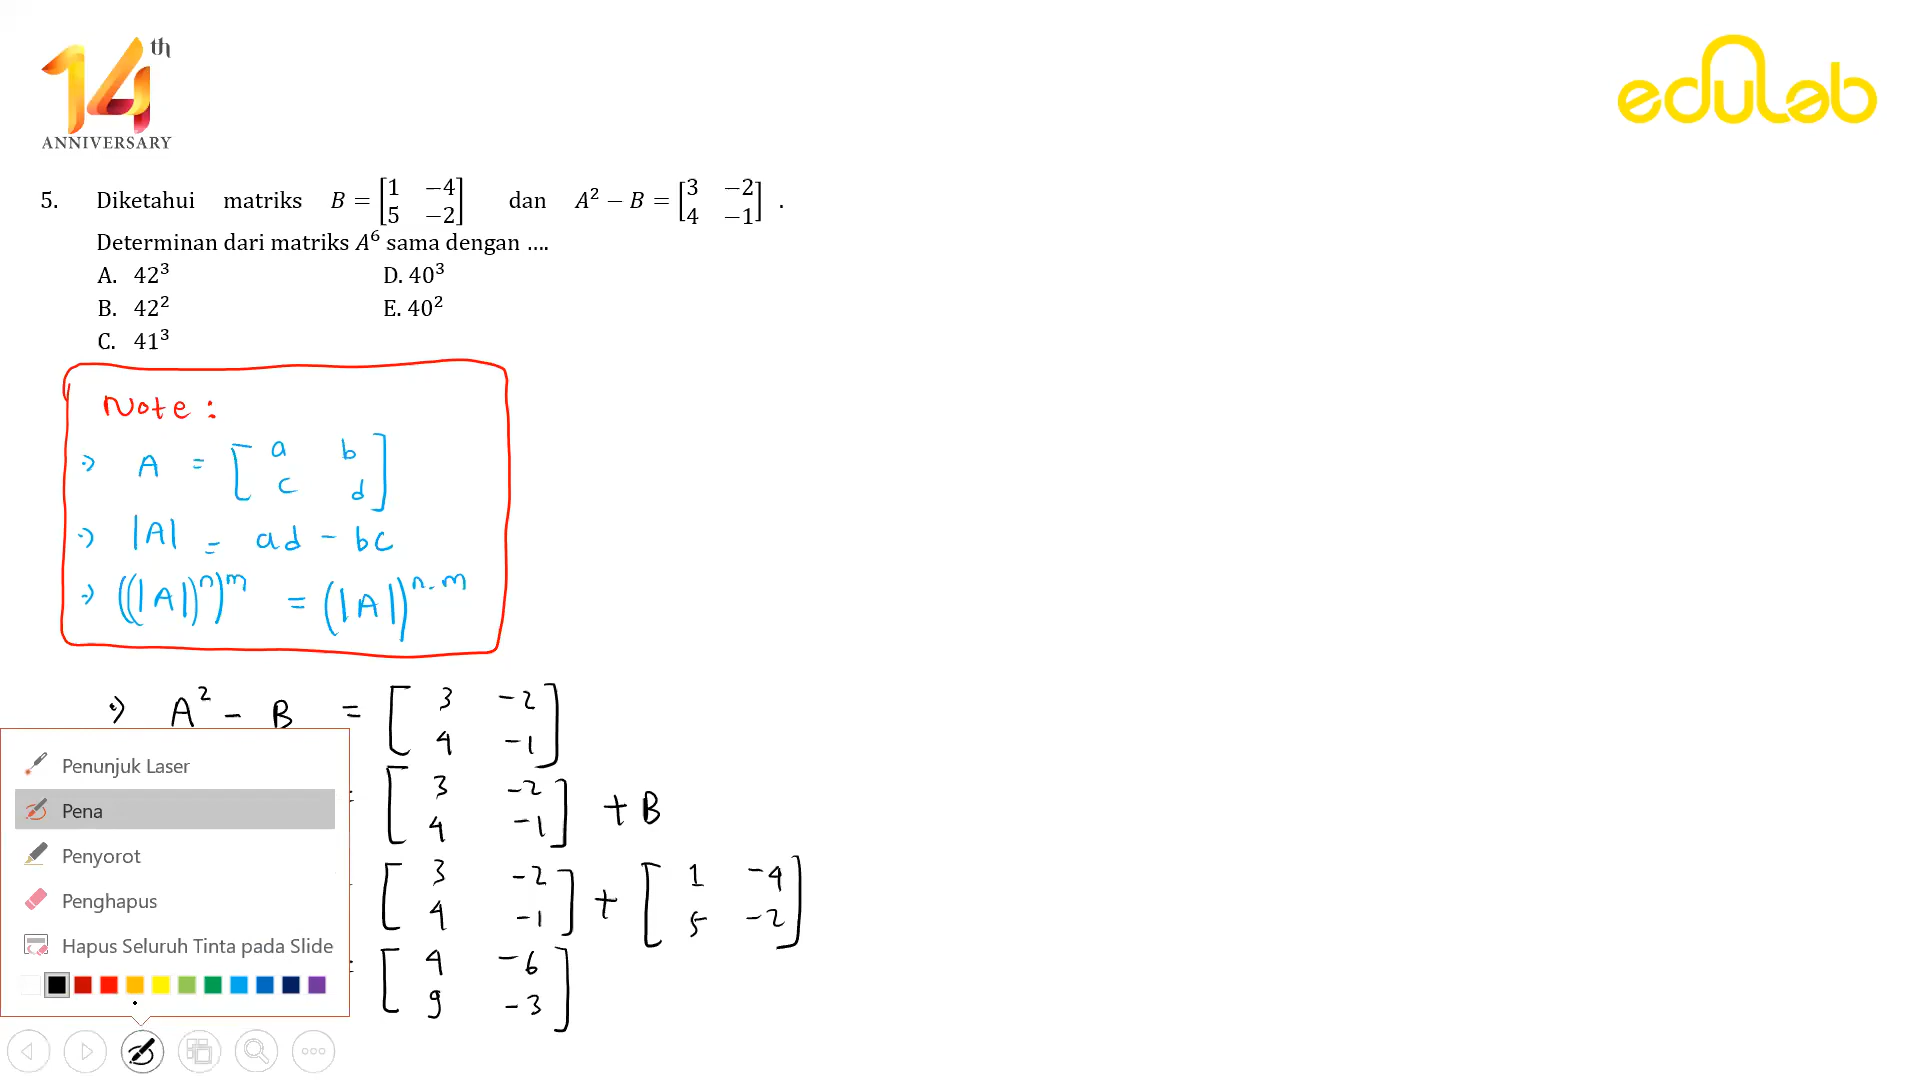 14th
ANNIVERSARY
edulab
5. Diketahui matriks B = [1 −4; 5 −2] dan A² − B = [3 −2; 4 −1] .
Determinan dari matriks A⁶ sama dengan ....
A. 42³ D. 40³
B. 42² E. 40²
C. 41³
Note :
⇒ A = [a b; c d]
⇒ |A| = ad - bc
⇒ ((|A|)ⁿ)ᵐ = (|A|)ⁿ·ᵐ
⇒ A² - B = [3 -2; 4 -1]
= [3 -2; 4 -1] + B
[3 -2; 4 -1] + [1 -4; 5 -2]
= [4 -6; 9 -3]
Penunjuk Laser
Pena
Penyorot
Penghapus
Hapus Seluruh Tinta pada Slide